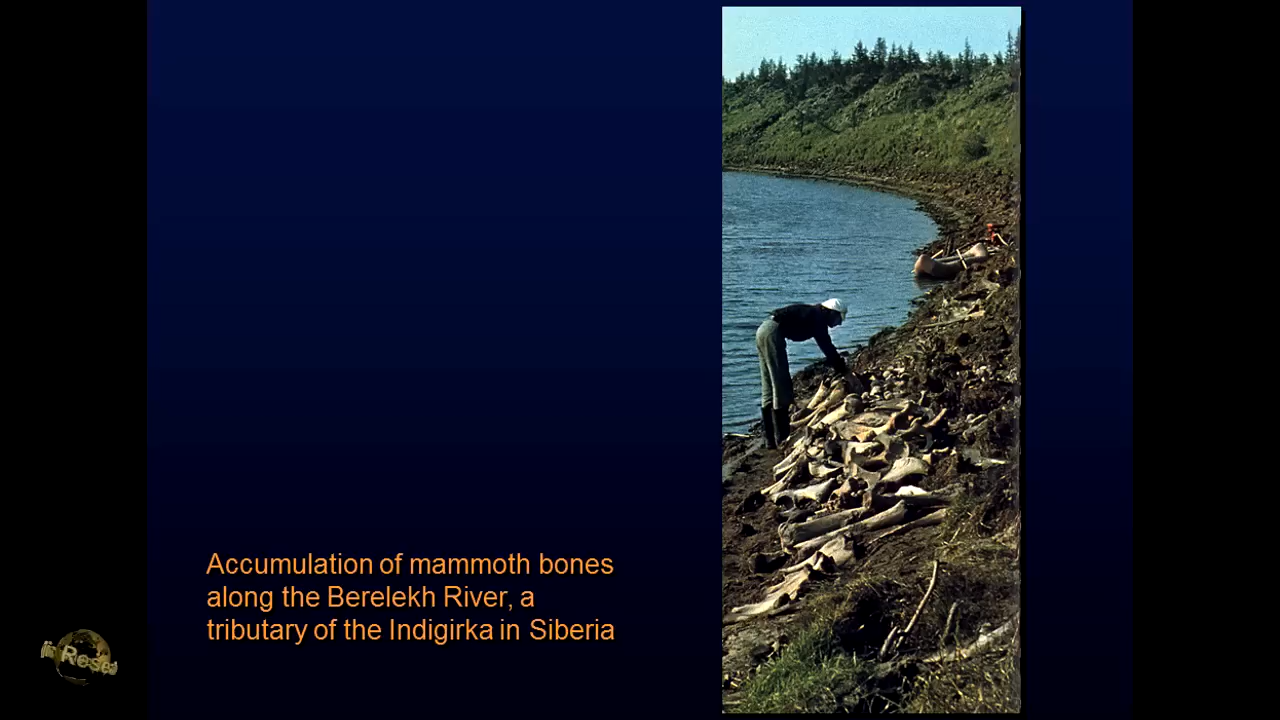 Accumulation of mammoth bones
along the Berelekh River, a
tributary of the Indigirka in Siberia